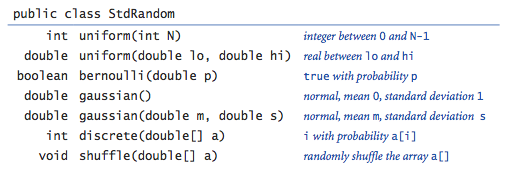 public class StdRandom
int uniform(int N) integer between 0 and N-1
double uniform(double lo, double hi) real between lo and hi
boolean bernoulli(double p) true with probability p
double gaussian() normal, mean 0, standard deviation 1
double gaussian(double m, double s) normal, mean m, standard deviation s
int discrete(double[] a) i with probability a[i]
void shuffle(double[] a) randomly shuffle the array a[]